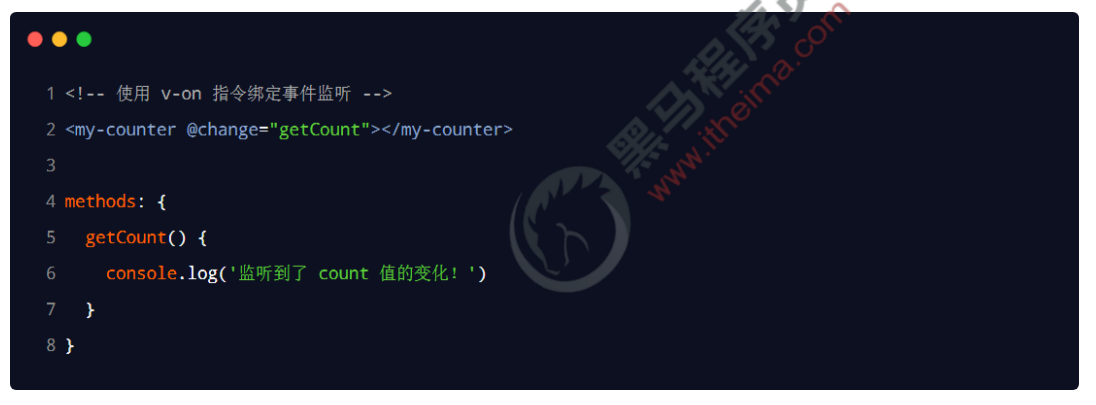 1 <!-- 使用 v-on 指令绑定事件监听 -->
2 <my-counter @change="getCount"></my-counter>
3
4 methods: {
5   getCount() {
6     console.log('监听到了 count 值的变化！')
7   }
8 }
黑马程序员
www.itheima.com